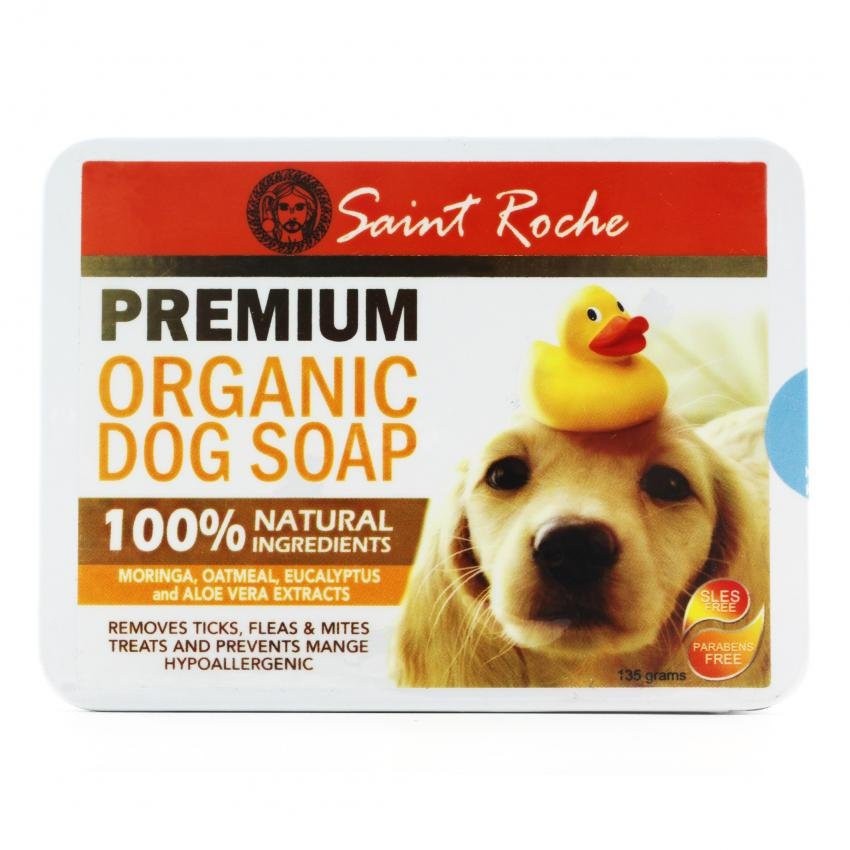 Saint Roche
PREMIUM
ORGANIC
DOG SOAP
100% NATURAL
INGREDIENTS
MORINGA, OATMEAL, EUCALYPTUS
and ALOE VERA EXTRACTS
REMOVES TICKS, FLEAS & MITES
TREATS AND PREVENTS MANGE
HYPOALLERGENIC
SLES
FREE
PARABENS
FREE
135 grams